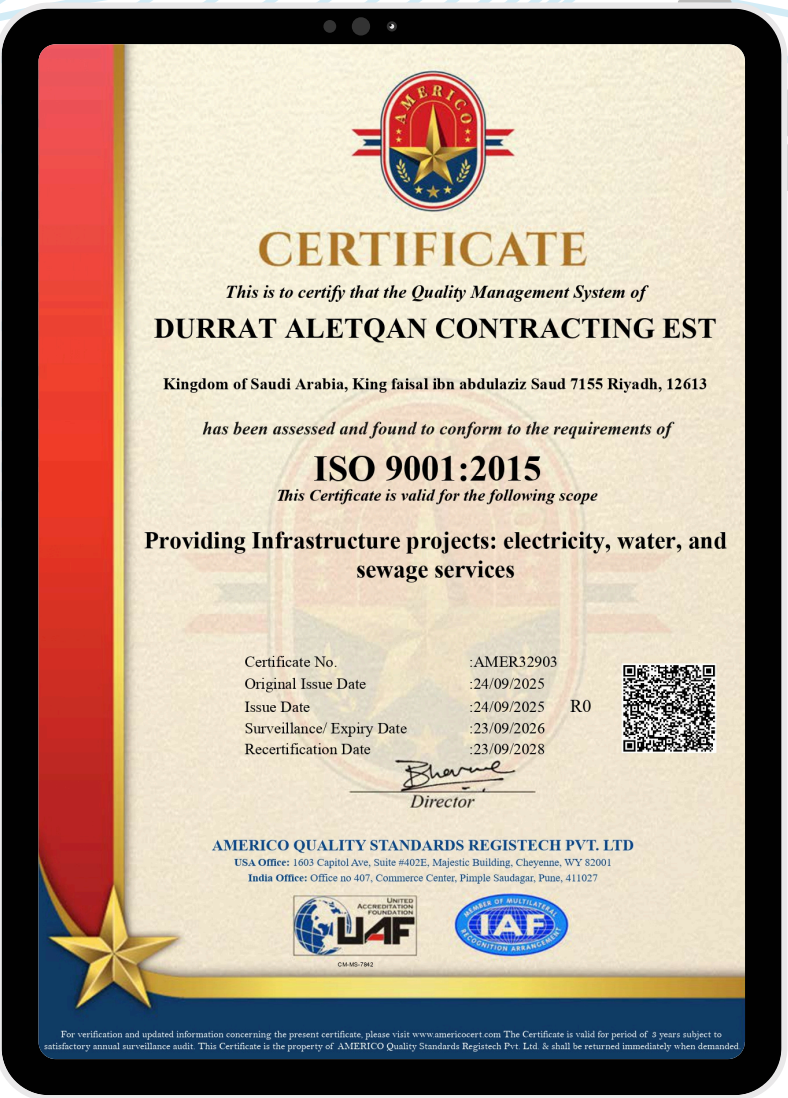 AMERICO
CERTIFICATE
This is to certify that the Quality Management System of
DURRAT ALETQAN CONTRACTING EST
Kingdom of Saudi Arabia, King faisal ibn abdulaziz Saud 7155 Riyadh, 12613
has been assessed and found to conform to the requirements of
ISO 9001:2015
This Certificate is valid for the following scope
Providing Infrastructure projects: electricity, water, and
sewage services
Certificate No. :AMER32903
Original Issue Date :24/09/2025
Issue Date :24/09/2025 R0
Surveillance/ Expiry Date :23/09/2026
Recertification Date :23/09/2028
Director
AMERICO QUALITY STANDARDS REGISTECH PVT. LTD
USA Office: 1603 Capitol Ave, Suite #402E, Majestic Building, Cheyenne, WY 82001
India Office: Office no 407, Commerce Center, Pimple Saudagar, Pune, 411027
UNITED
ACCREDITATION
FOUNDATION
UAF
CM-MS-7842
MEMBER OF MULTILATERAL
IAF
RECOGNITION ARRANGEMENT
For verification and updated information concerning the present certificate, please visit www.americocert.com The Certificate is valid for period of 3 years subject to
satisfactory annual surveillance audit. This Certificate is the property of AMERICO Quality Standards Registech Pvt. Ltd. & shall be returned immediately when demanded.